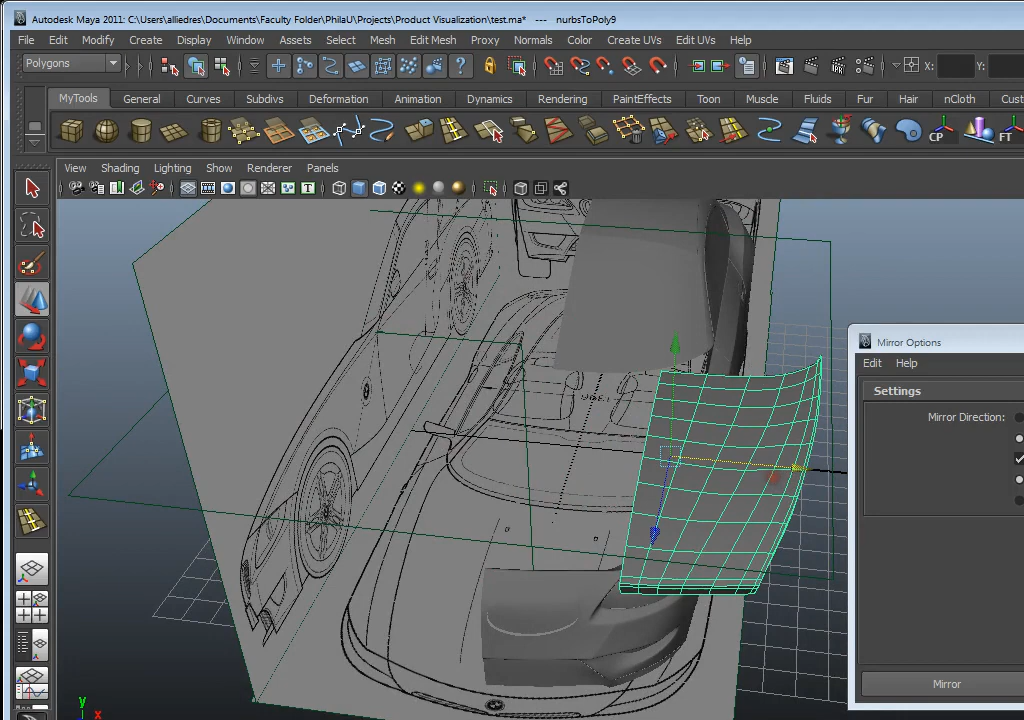 Autodesk Maya 2011: C:\Users\alliedres\Documents\Faculty Folder\PhilaU\Projects\Product Visualization\test.ma* --- nurbsToPoly9
File Edit Modify Create Display Window Assets Select Mesh Edit Mesh Proxy Normals Color Create UVs Edit UVs Help
Polygons X: Y:
MyTools General Curves Subdivs Deformation Animation Dynamics Rendering PaintEffects Toon Muscle Fluids Fur Hair nCloth Cust
CP FT
View Shading Lighting Show Renderer Panels
T
Mirror Options
Edit Help
Settings
Mirror Direction:
Mirror
y
x